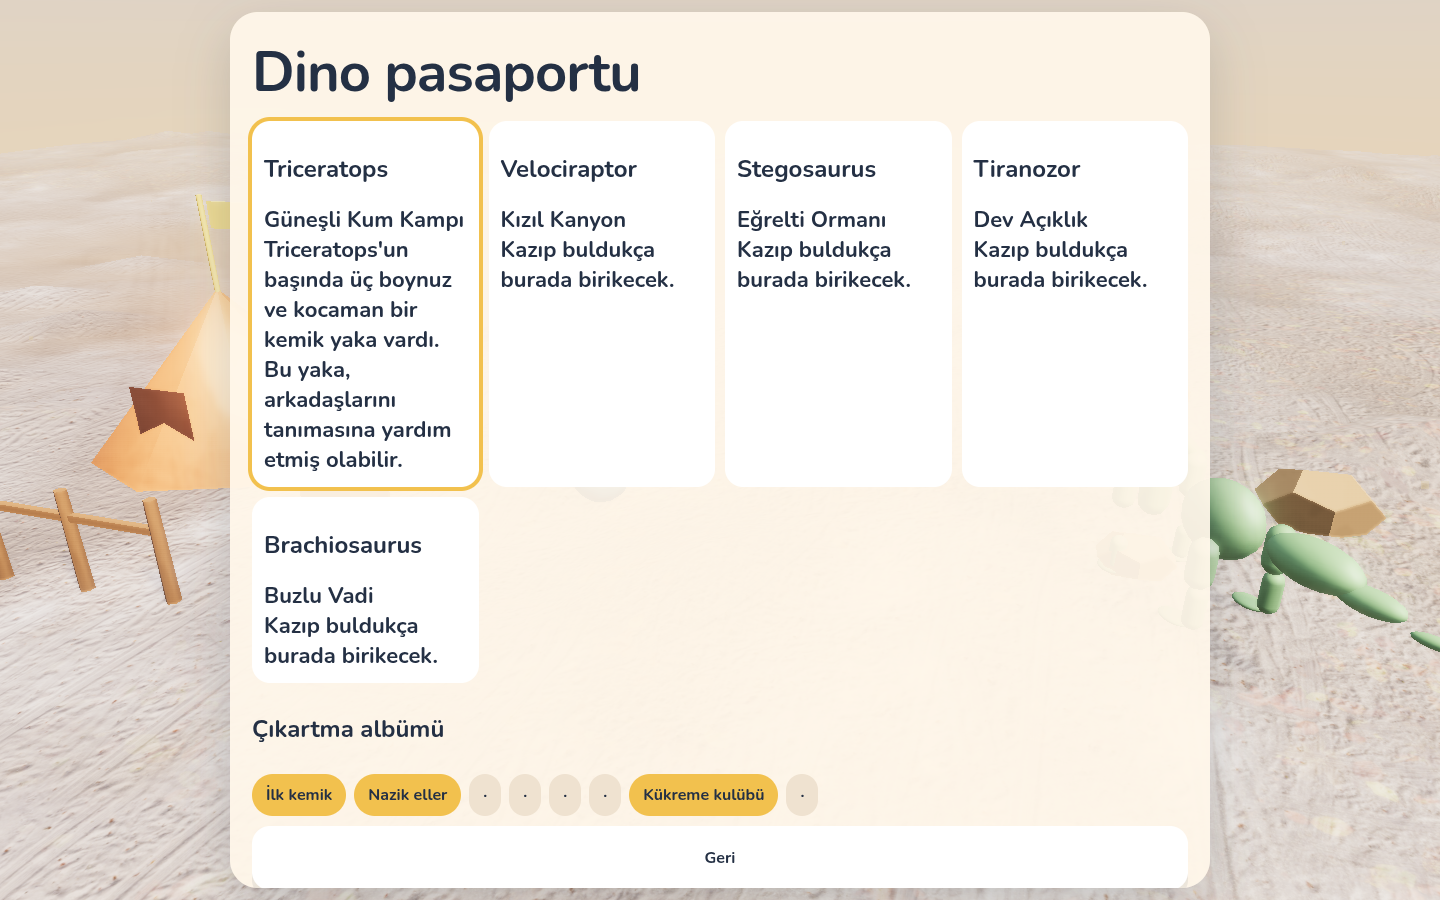 Dino pasaportu
Triceratops
Güneşli Kum Kampı
Triceratops'un
başında üç boynuz
ve kocaman bir
kemik yaka vardı.
Bu yaka,
arkadaşlarını
tanımasına yardım
etmiş olabilir.
Velociraptor
Kızıl Kanyon
Kazıp buldukça
burada birikecek.
Stegosaurus
Eğrelti Ormanı
Kazıp buldukça
burada birikecek.
Tiranozor
Dev Açıklık
Kazıp buldukça
burada birikecek.
Brachiosaurus
Buzlu Vadi
Kazıp buldukça
burada birikecek.
Çıkartma albümü
İlk kemik Nazik eller · · · · Kükreme kulübü ·
Geri